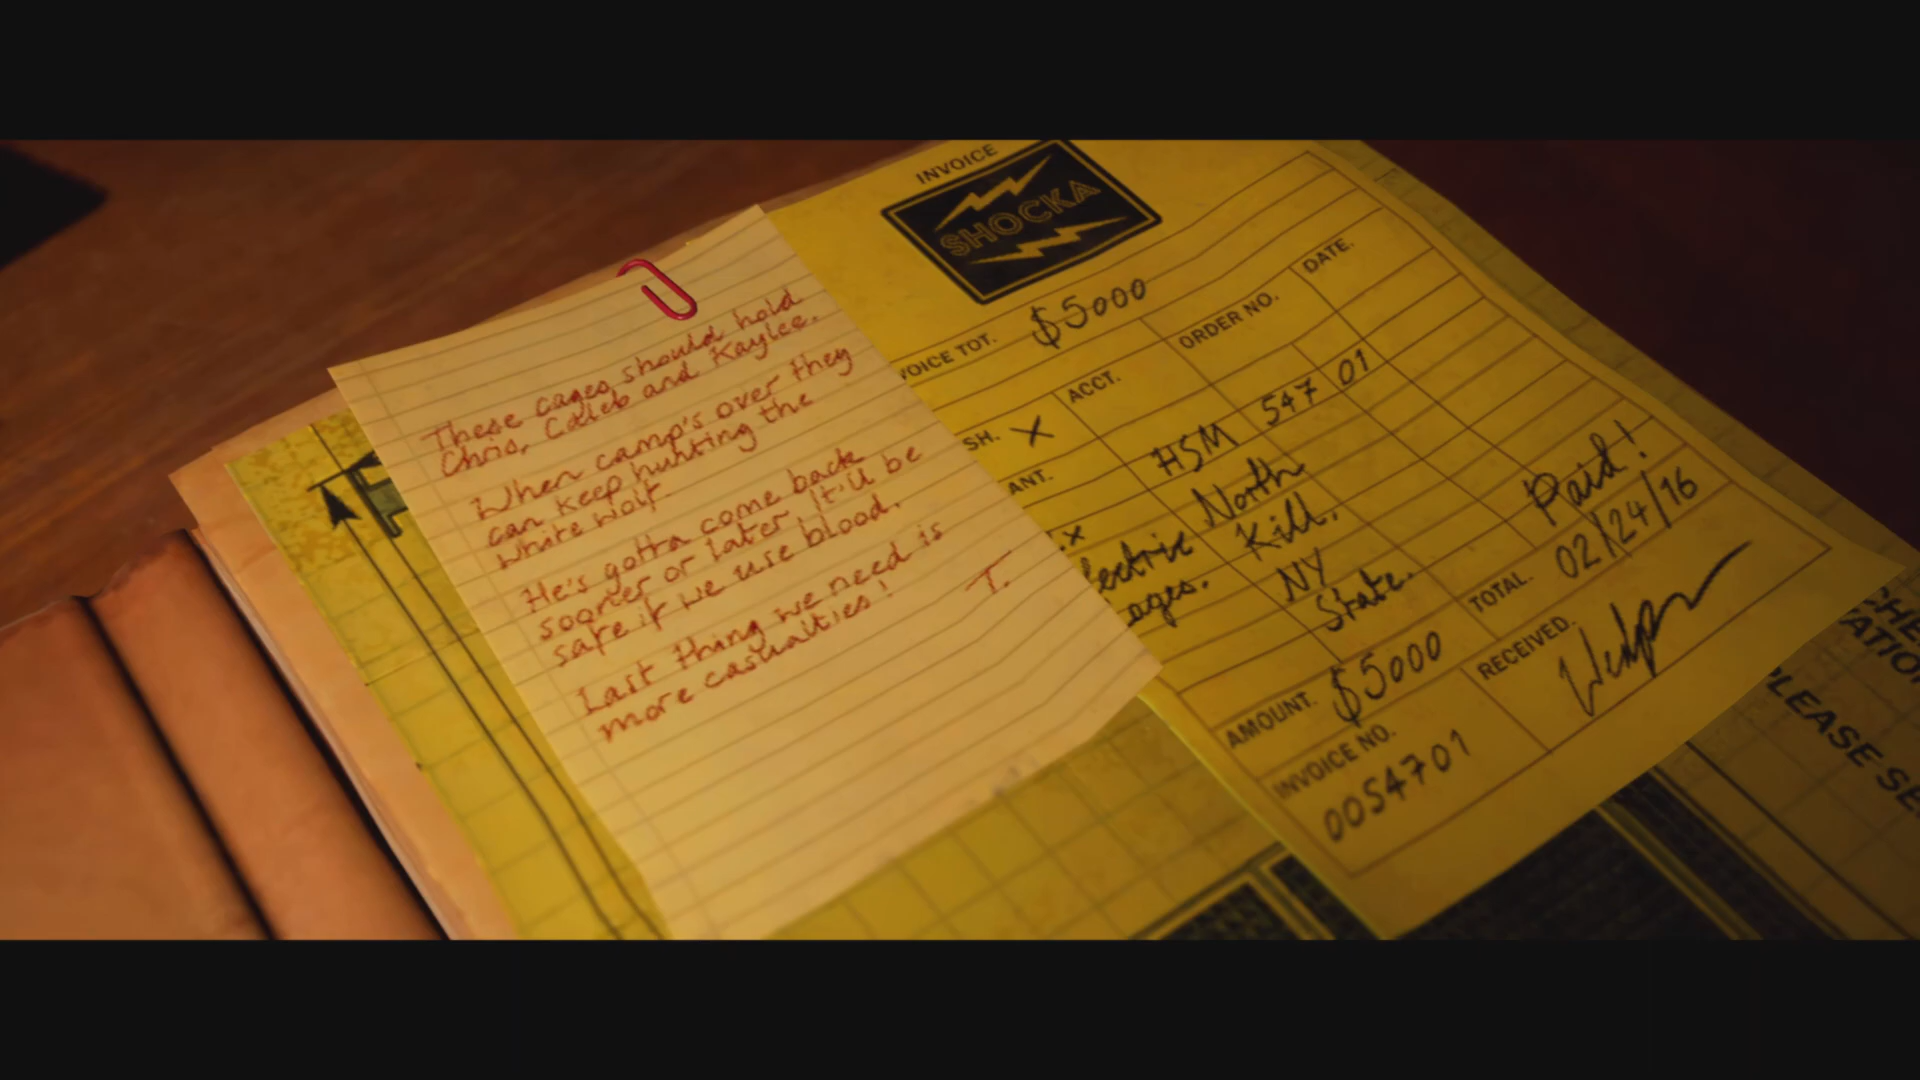 These cages should hold
Chris, Caleb and Kaylee.
When camp's over they
can keep hunting the
White Wolf.
He's gotta come back
sooner or later it'll be
safe if we use blood.
Last thing we need is
more casualties!
T.
INVOICE
SHOCKA
VOICE TOT. $5000
ORDER NO.
DATE.
SH. X
ACCT.
ANT.
HSM 547 01
x
lectric
ages.
North
Kill,
NY
State.
Paid!
02/24/16
AMOUNT. $5000
TOTAL.
INVOICE NO.
0054701
RECEIVED.
PLEASE SE